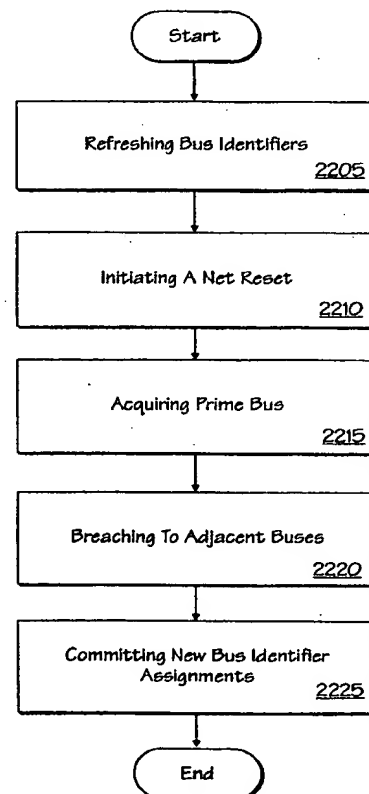 Start
Refreshing Bus Identifiers
2205
Initiating A Net Reset
2210
Acquiring Prime Bus
2215
Breaching To Adjacent Buses
2220
Committing New Bus Identifier
Assignments
2225
End